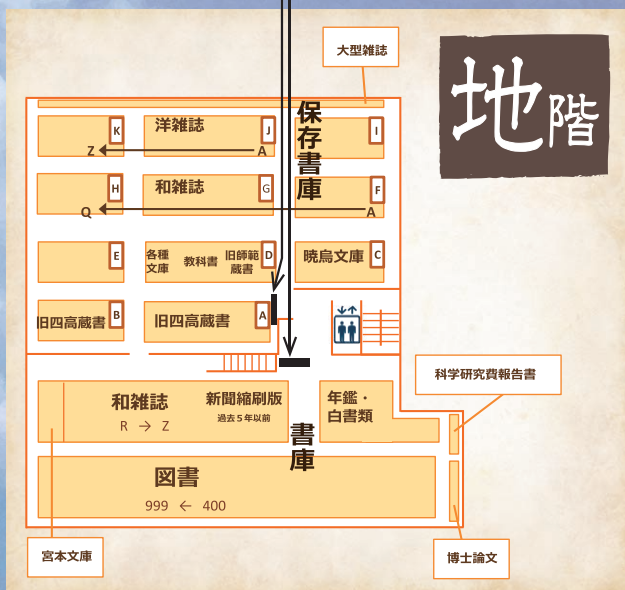 大型雑誌
地階
保存書庫
K
洋雑誌
J
I
Z
A
H
和雑誌
G
F
Q
A
E
各種
文庫
教科書
旧師範
蔵書
D
暁烏文庫
C
旧四高蔵書
B
旧四高蔵書
A
科学研究費報告書
和雑誌
R → Z
新聞縮刷版
過去5年以前
年鑑・
白書類
書庫
図書
999 ← 400
宮本文庫
博士論文